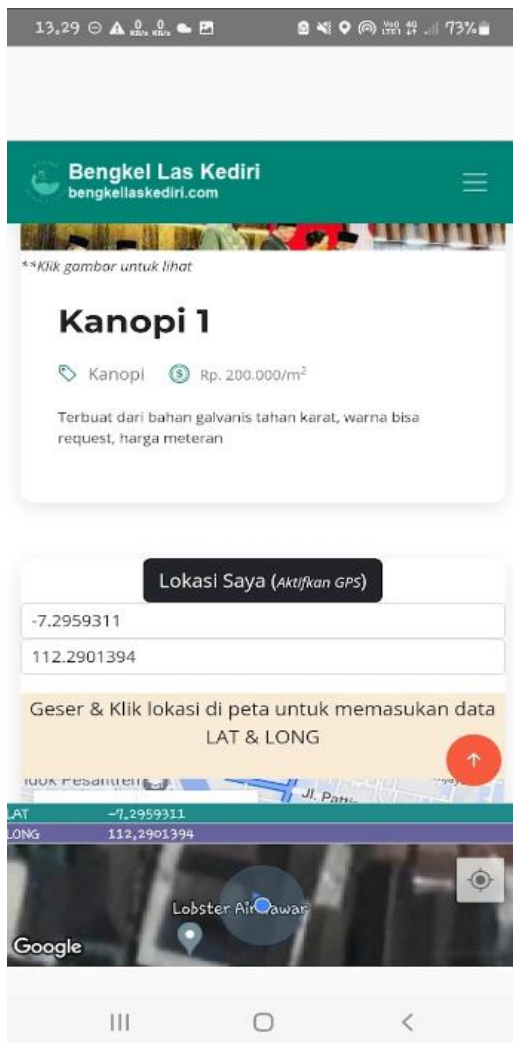 13.29
KB/s KB/s
73%
Bengkel Las Kediri
bengkellaskediri.com
**Klik gambar untuk lihat
Kanopi 1
Kanopi Rp. 200.000/m²
Terbuat dari bahan galvanis tahan karat, warna bisa
request, harga meteran
Lokasi Saya (Aktifkan GPS)
-7.2959311
112.2901394
Geser & Klik lokasi di peta untuk memasukan data
LAT & LONG
Jl.
LAT -7,2959311
LONG 112,2901394
Lobster Air Tawar
Google